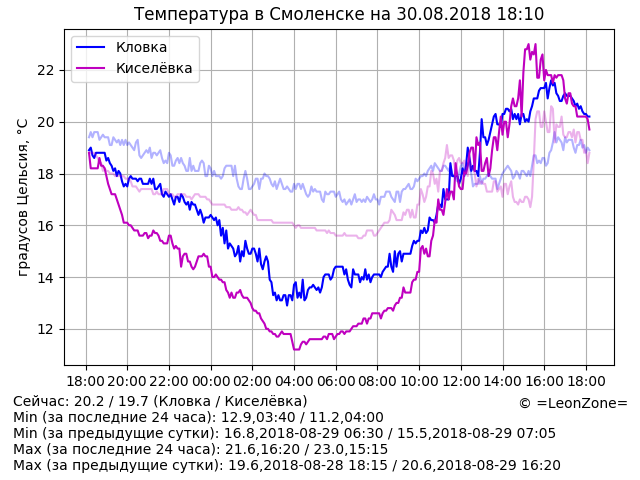 Температура в Смоленске на 30.08.2018 18:10
Кловка
Киселёвка
градусов Цельсия, °C
22
20
18
16
14
12
18:00 20:00 22:00 00:00 02:00 04:00 06:00 08:00 10:00 12:00 14:00 16:00 18:00
Сейчас: 20.2 / 19.7 (Кловка / Киселёвка)
© =LeonZone=
Min (за последние 24 часа): 12.9,03:40 / 11.2,04:00
Min (за предыдущие сутки): 16.8,2018-08-29 06:30 / 15.5,2018-08-29 07:05
Max (за последние 24 часа): 21.6,16:20 / 23.0,15:15
Max (за предыдущие сутки): 19.6,2018-08-28 18:15 / 20.6,2018-08-29 16:20